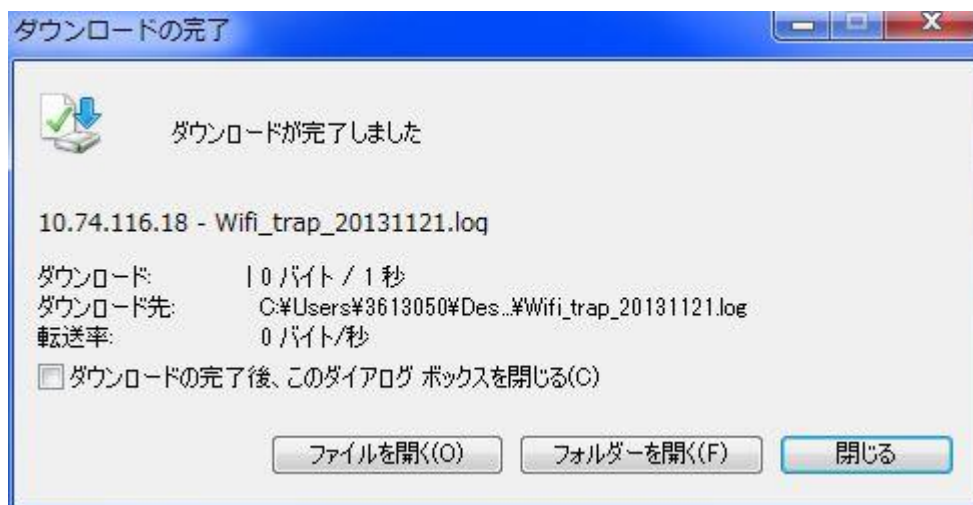 ダウンロードの完了
ダウンロードが完了しました
10.74.116.18 - Wifi_trap_20131121.log
ダウンロード: 0 バイト / 1 秒
ダウンロード先: C:¥Users¥3613050¥Des...¥Wifi_trap_20131121.log
転送率: 0 バイト/秒
ダウンロードの完了後、このダイアログ ボックスを閉じる(C)
ファイルを開く(O) フォルダーを開く(F) 閉じる